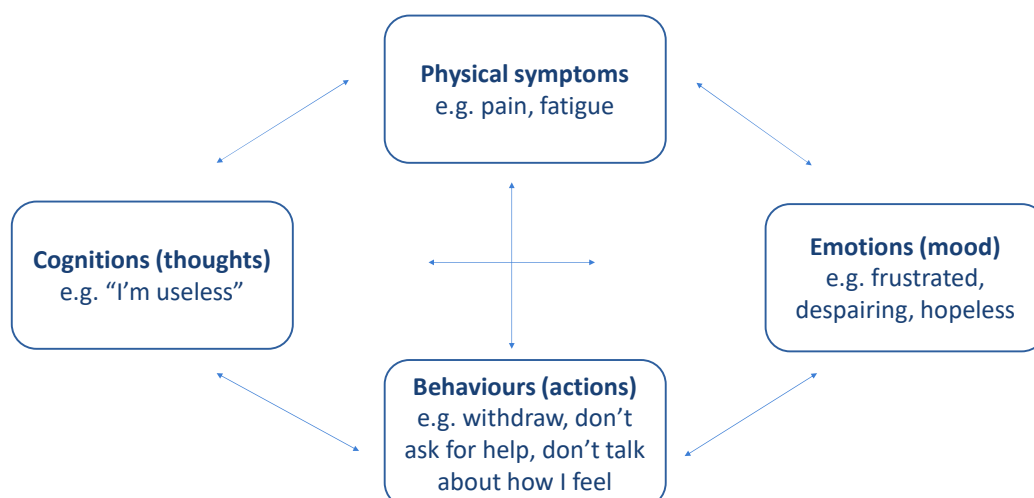 Physical symptoms
e.g. pain, fatigue
Cognitions (thoughts)
e.g. “I’m useless”
Emotions (mood)
e.g. frustrated,
despairing, hopeless
Behaviours (actions)
e.g. withdraw, don’t
ask for help, don’t talk
about how I feel